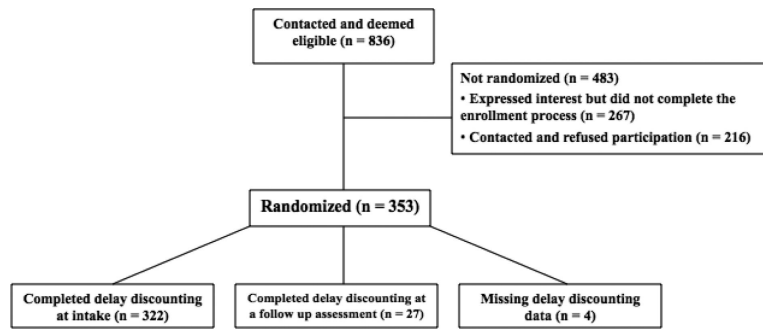 Contacted and deemed
eligible (n = 836)
Not randomized (n = 483)
• Expressed interest but did not complete the
enrollment process (n = 267)
• Contacted and refused participation (n = 216)
Randomized (n = 353)
Completed delay discounting
at intake (n = 322)
Completed delay discounting at
a follow up assessment (n = 27)
Missing delay discounting
data (n = 4)